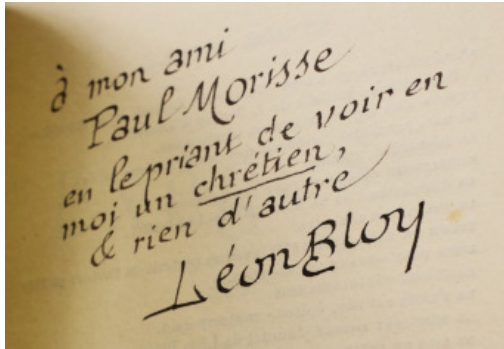 à mon ami
Paul Morisse
en le priant de voir en
moi un chrétien,
& rien d'autre
Léon Bloy